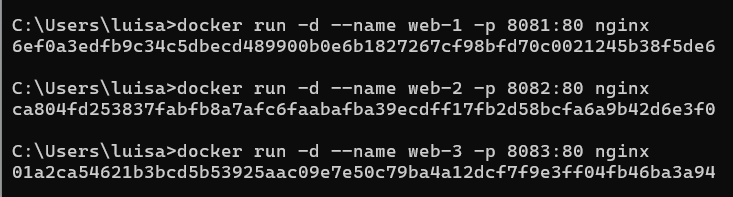 C:\Users\luisa>docker run -d --name web-1 -p 8081:80 nginx
6ef0a3edfb9c34c5dbecd489900b0e6b1827267cf98bfd70c0021245b38f5de6
C:\Users\luisa>docker run -d --name web-2 -p 8082:80 nginx
ca804fd253837fabfb8a7afc6faabafba39ecdff17fb2d58bcfa6a9b42d6e3f0
C:\Users\luisa>docker run -d --name web-3 -p 8083:80 nginx
01a2ca54621b3bcd5b53925aac09e7e50c79ba4a12dcf7f9e3ff04fb46ba3a94